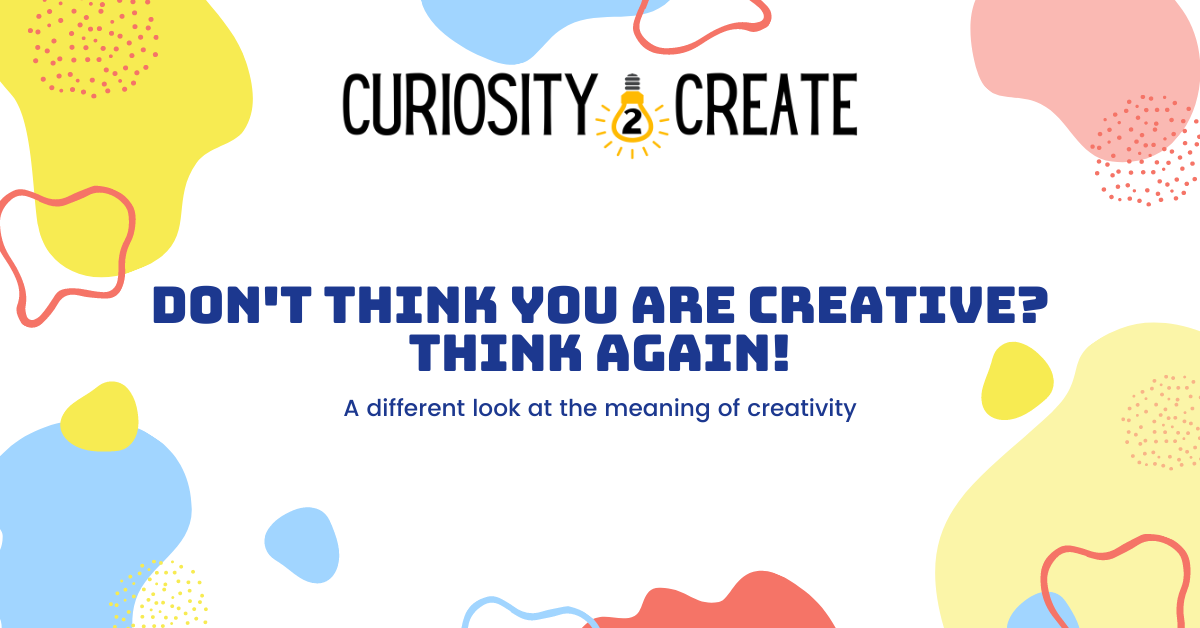 CURIOSITY 2 CREATE
DON'T THINK YOU ARE CREATIVE?
THINK AGAIN!
A different look at the meaning of creativity